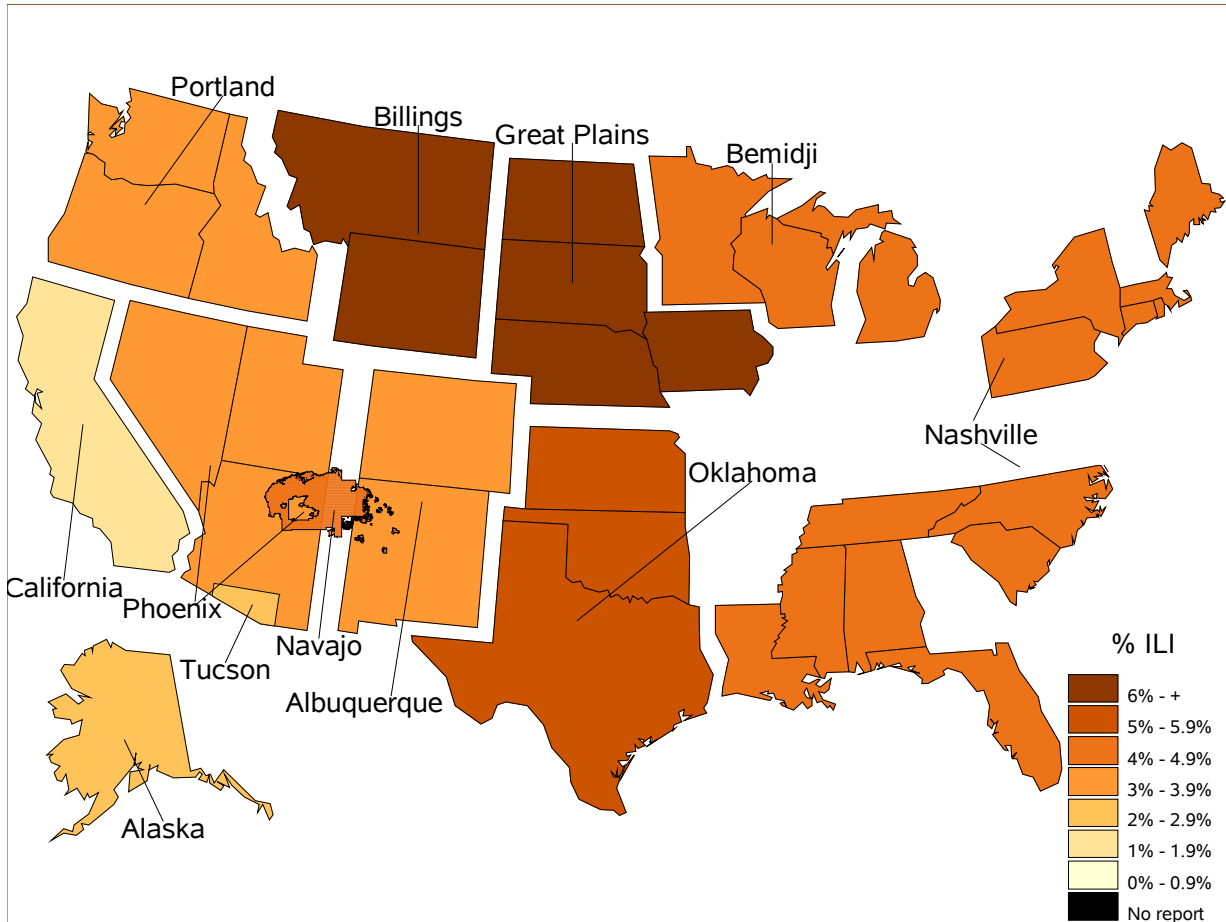 Portland
Billings
Great Plains
Bemidji
Nashville
Oklahoma
California
Phoenix
Navajo
Tucson
Albuquerque
Alaska
% ILI
6% - +
5% - 5.9%
4% - 4.9%
3% - 3.9%
2% - 2.9%
1% - 1.9%
0% - 0.9%
No report